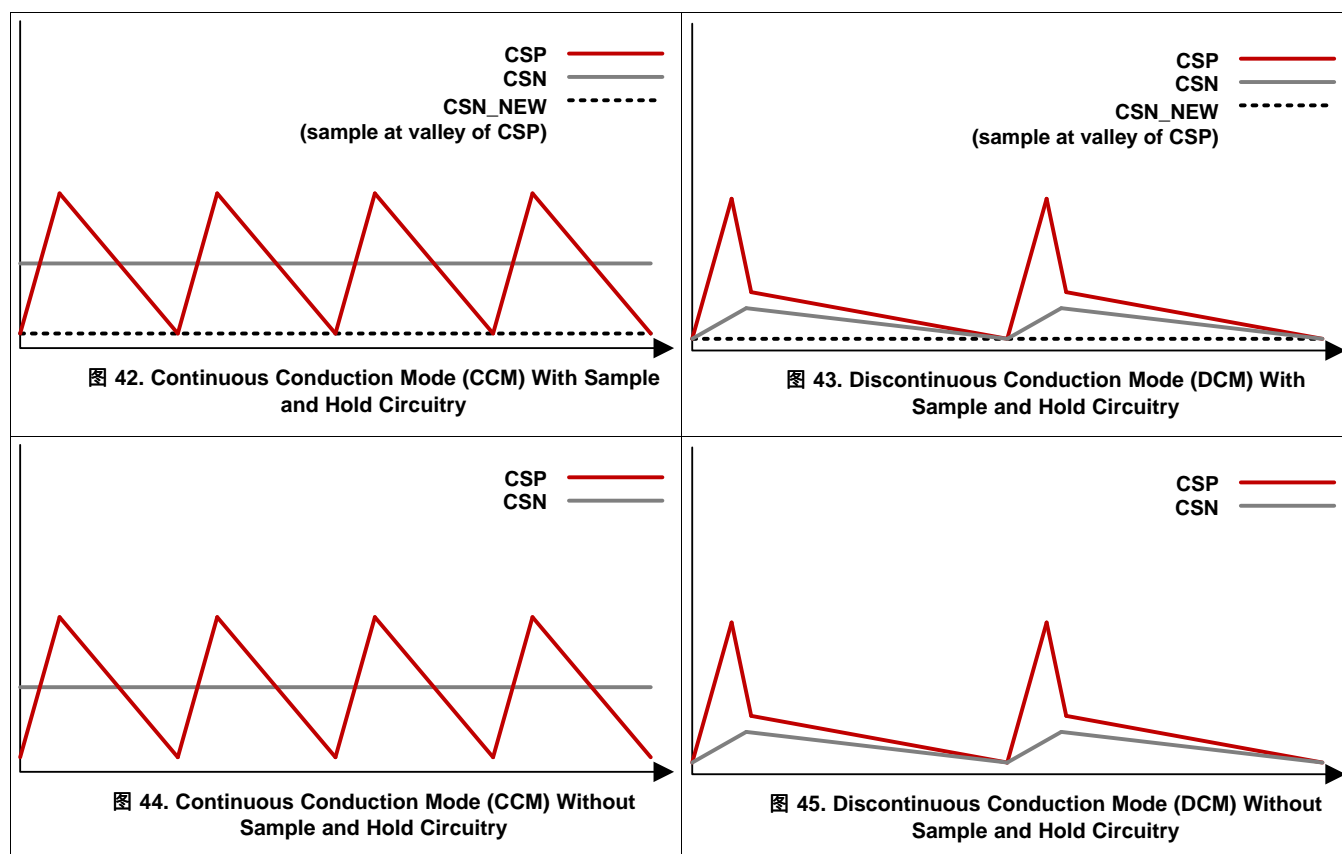 CSP
CSN
CSN_NEW
(sample at valley of CSP)
图 42. Continuous Conduction Mode (CCM) With Sample
and Hold Circuitry
CSP
CSN
CSN_NEW
(sample at valley of CSP)
图 43. Discontinuous Conduction Mode (DCM) With
Sample and Hold Circuitry
CSP
CSN
图 44. Continuous Conduction Mode (CCM) Without
Sample and Hold Circuitry
CSP
CSN
图 45. Discontinuous Conduction Mode (DCM) Without
Sample and Hold Circuitry